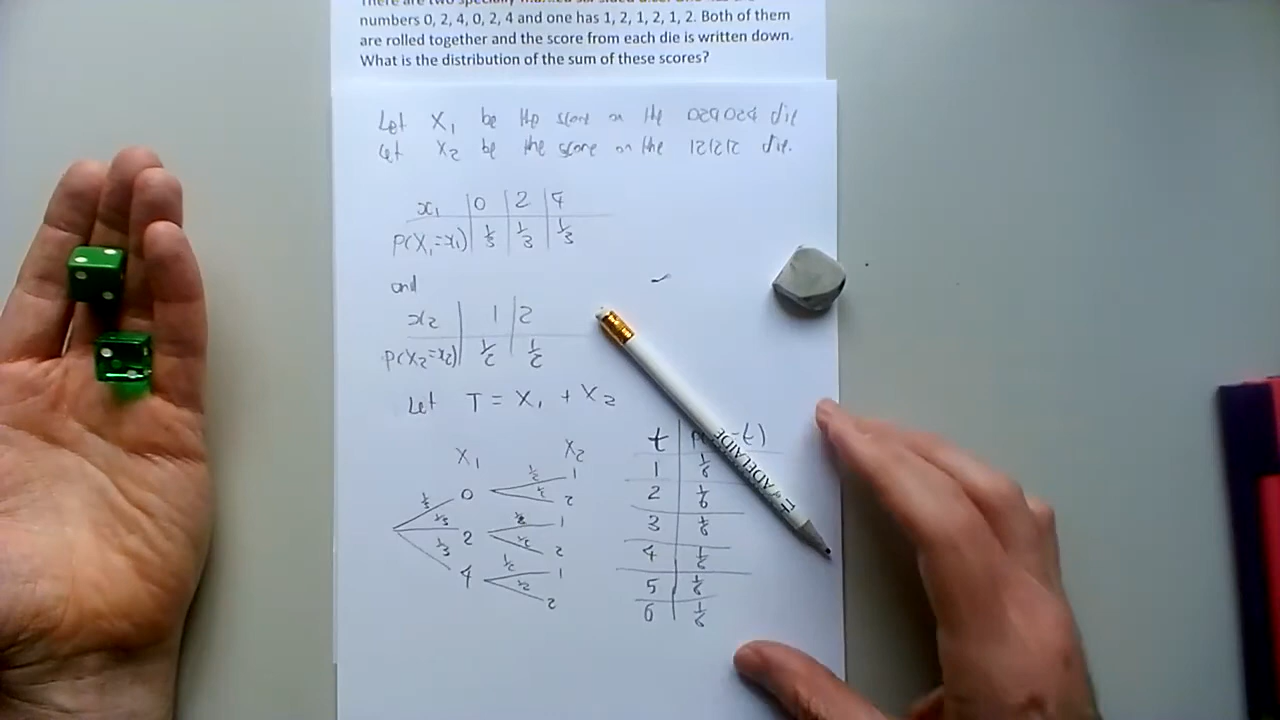 numbers 0, 2, 4, 0, 2, 4 and one has 1, 2, 1, 2, 1, 2. Both of them
are rolled together and the score from each die is written down.
What is the distribution of the sum of these scores?
Let X₁ be the score on the 024024 die
Let X₂ be the score on the 121212 die.
x₁ 0 2 4
P(X₁=x₁) 1/3 1/3 1/3
and
x₂ 1 2
P(X₂=x₂) 1/2 1/2
Let T = X₁ + X₂
X₁ X₂
1/3 0 1/2 1
1/2 2
1/3 2 1/2 1
1/2 2
1/3 4 1/2 1
1/2 2
t
1 1/6
2 1/6
3 1/6
4
5 1/6
6 1/6
ADELAIDE